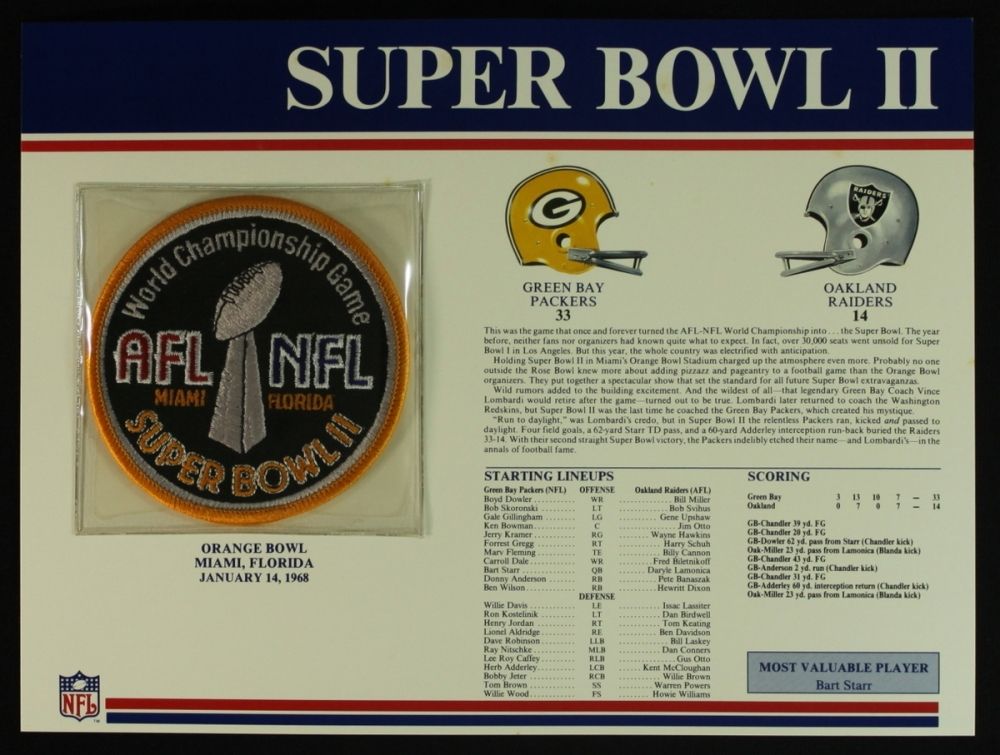 SUPER BOWL II
World Championship Game
AFL NFL
MIAMI FLORIDA
SUPER BOWL II
ORANGE BOWL
MIAMI, FLORIDA
JANUARY 14, 1968
G
RAIDERS
GREEN BAY
PACKERS
33
OAKLAND
RAIDERS
14
This was the game that once and forever turned the AFL-NFL World Championship into . . . the Super Bowl. The year
before, neither fans nor organizers had known quite what to expect. In fact, over 30,000 seats went unsold for Super
Bowl I in Los Angeles. But this year, the whole country was electrified with anticipation.
Holding Super Bowl II in Miami's Orange Bowl Stadium charged up the atmosphere even more. Probably no one
outside the Rose Bowl knew more about adding pizzazz and pageantry to a football game than the Orange Bowl
organizers. They put together a spectacular show that set the standard for all future Super Bowl extravaganzas.
Wild rumors added to the building excitement. And the wildest of all—that legendary Green Bay Coach Vince
Lombardi would retire after the game—turned out to be true. Lombardi later returned to coach the Washington
Redskins, but Super Bowl II was the last time he coached the Green Bay Packers, which created his mystique.
"Run to daylight," was Lombardi's credo, but in Super Bowl II the relentless Packers ran, kicked and passed to
daylight. Four field goals, a 62-yard Starr TD pass, and a 60-yard Adderley interception run-back buried the Raiders
33-14. With their second straight Super Bowl victory, the Packers indelibly etched their name—and Lombardi's—in the
annals of football fame.
STARTING LINEUPS
Green Bay Packers (NFL) OFFENSE Oakland Raiders (AFL)
Boyd Dowler WR Bill Miller
Bob Skoronski LT Bob Svihus
Gale Gillingham LG Gene Upshaw
Ken Bowman C Jim Otto
Jerry Kramer RG Wayne Hawkins
Forrest Gregg RT Harry Schuh
Marv Fleming TE Billy Cannon
Carroll Dale WR Fred Biletnikoff
Bart Starr QB Daryle Lamonica
Donny Anderson RB Pete Banaszak
Ben Wilson RB Hewritt Dixon
DEFENSE
Willie Davis LE Issac Lassiter
Ron Kostelnik LT Dan Birdwell
Henry Jordan RT Tom Keating
Lionel Aldridge RE Ben Davidson
Dave Robinson LLB Bill Laskey
Ray Nitschke MLB Dan Conners
Lee Roy Caffey RLB Gus Otto
Herb Adderley LCB Kent McCloughan
Bobby Jeter RCB Willie Brown
Tom Brown SS Warren Powers
Willie Wood FS Howie Williams
SCORING
Green Bay 3 13 10 7 — 33
Oakland 0 7 0 7 — 14
GB-Chandler 39 yd. FG
GB-Chandler 20 yd. FG
GB-Dowler 62 yd. pass from Starr (Chandler kick)
Oak-Miller 23 yd. pass from Lamonica (Blanda kick)
GB-Chandler 43 yd. FG
GB-Anderson 2 yd. run (Chandler kick)
GB-Chandler 31 yd. FG
GB-Adderley 60 yd. interception return (Chandler kick)
Oak-Miller 23 yd. pass from Lamonica (Blanda kick)
MOST VALUABLE PLAYER
Bart Starr
NFL
TM